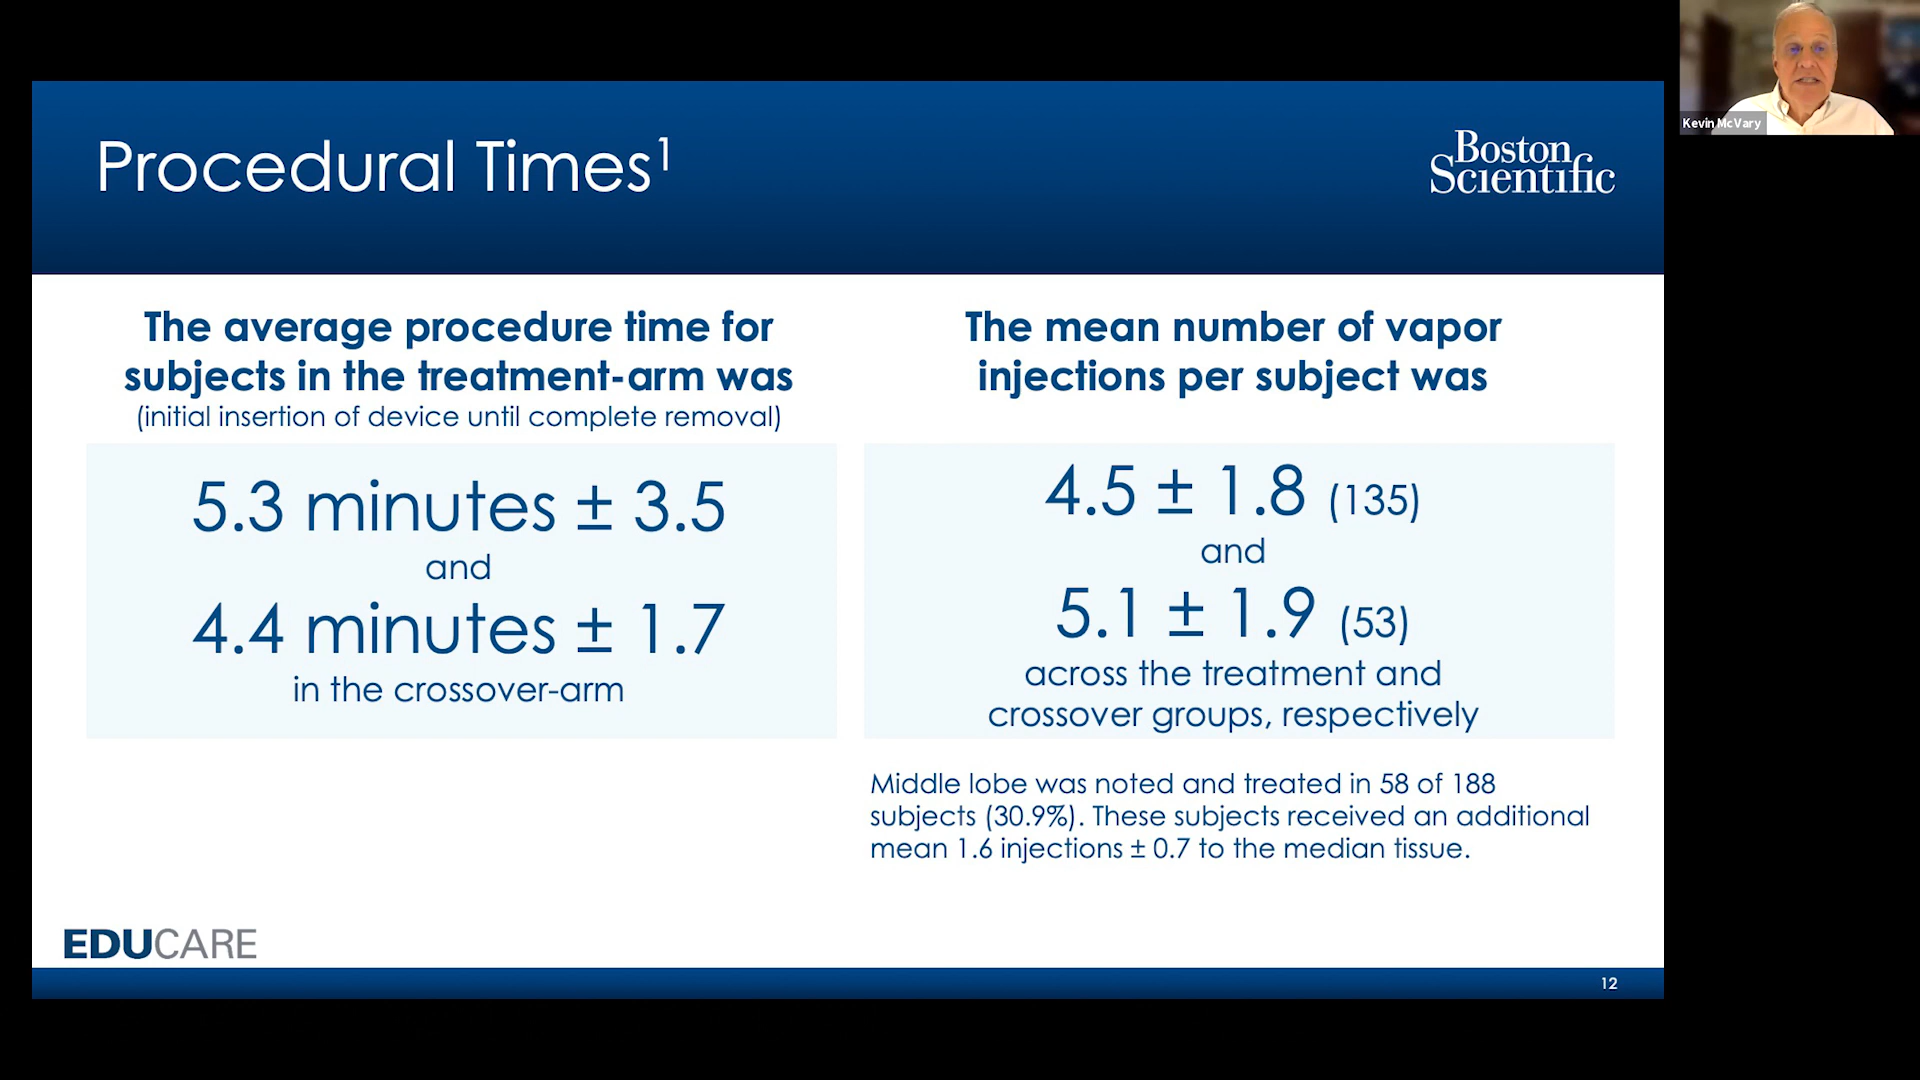 Procedural Times¹
Boston
Scientific
The average procedure time for
subjects in the treatment-arm was
(initial insertion of device until complete removal)
5.3 minutes ± 3.5
and
4.4 minutes ± 1.7
in the crossover-arm
The mean number of vapor
injections per subject was
4.5 ± 1.8 (135)
and
5.1 ± 1.9 (53)
across the treatment and
crossover groups, respectively
Middle lobe was noted and treated in 58 of 188
subjects (30.9%). These subjects received an additional
mean 1.6 injections ± 0.7 to the median tissue.
EDUCARE
12
Kevin McVary